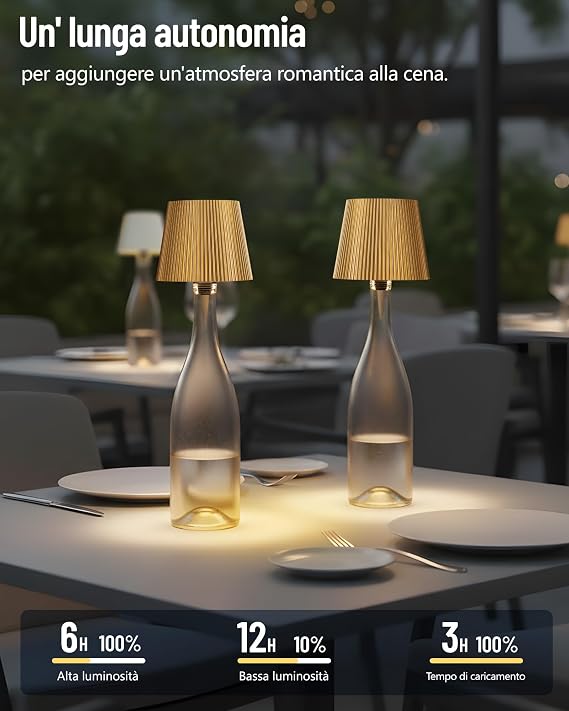 Un' lunga autonomia
per aggiungere un'atmosfera romantica alla cena.
6H 100%
Alta luminosità
12H 10%
Bassa luminosità
3H 100%
Tempo di caricamento